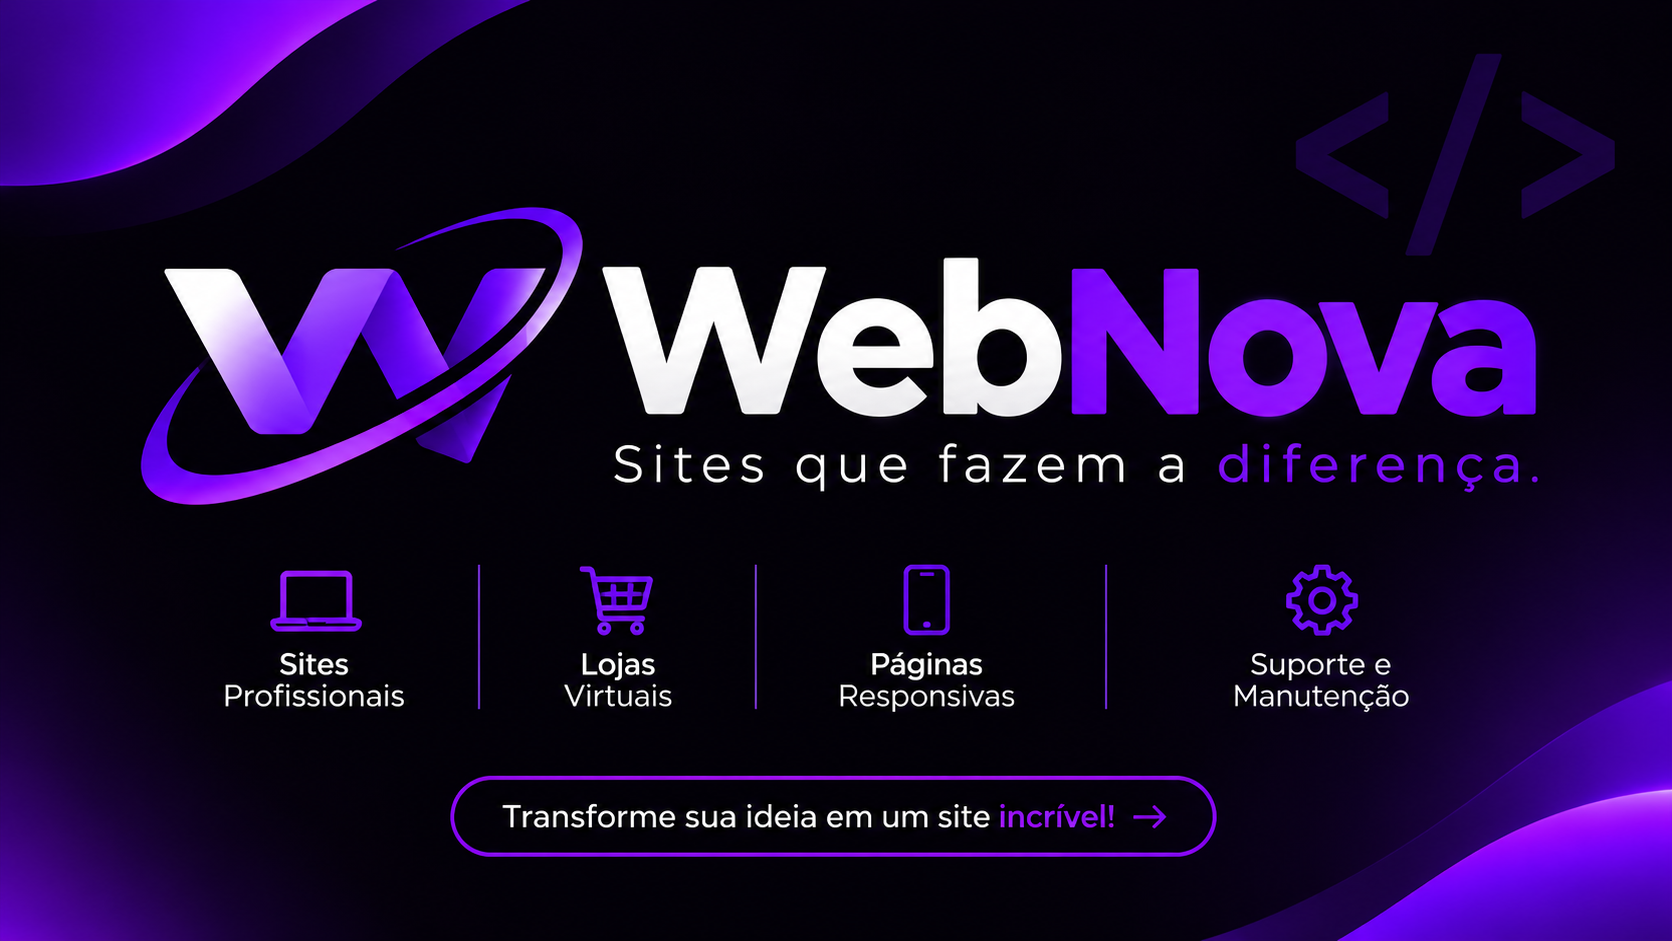 </>
WebNova
Sites que fazem a diferença.
Sites
Profissionais
Lojas
Virtuais
Páginas
Responsivas
Suporte e
Manutenção
Transforme sua ideia em um site incrível! →